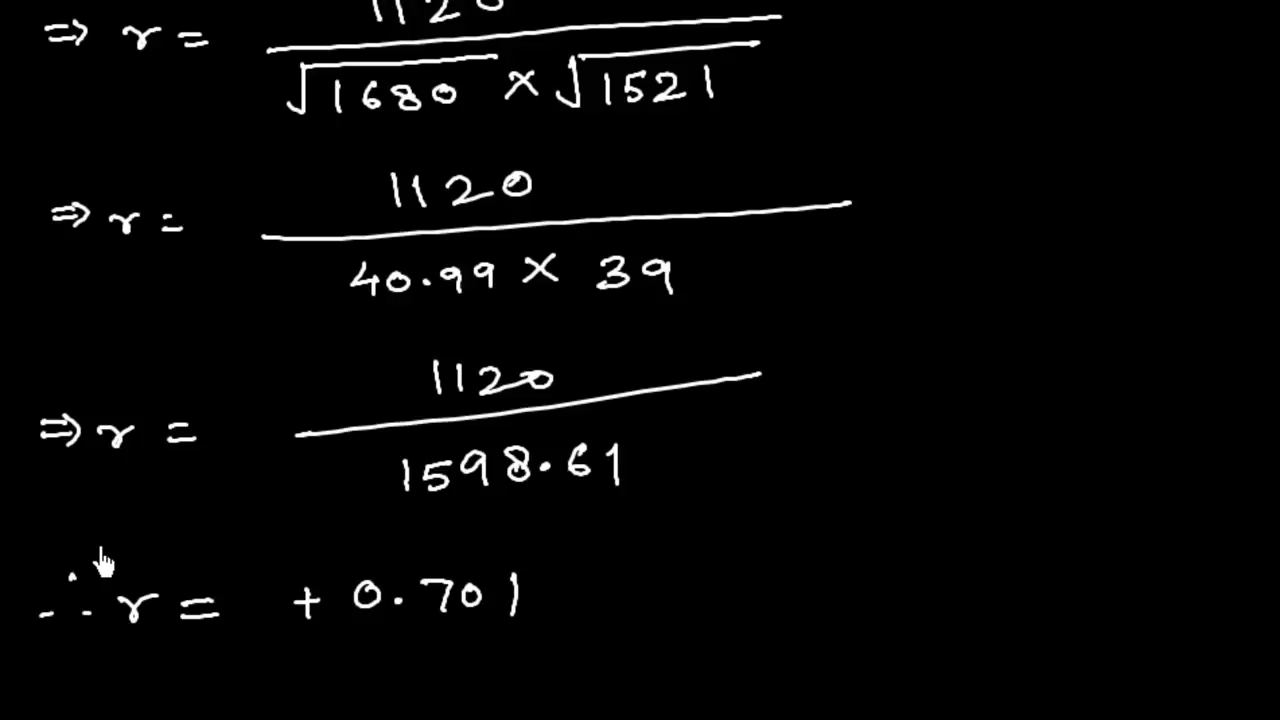 ⇒ r = 1120
√1680 × √1521
⇒ r = 1120
40.99 × 39
⇒ r = 1120
1598.61
∴ r = + 0.701